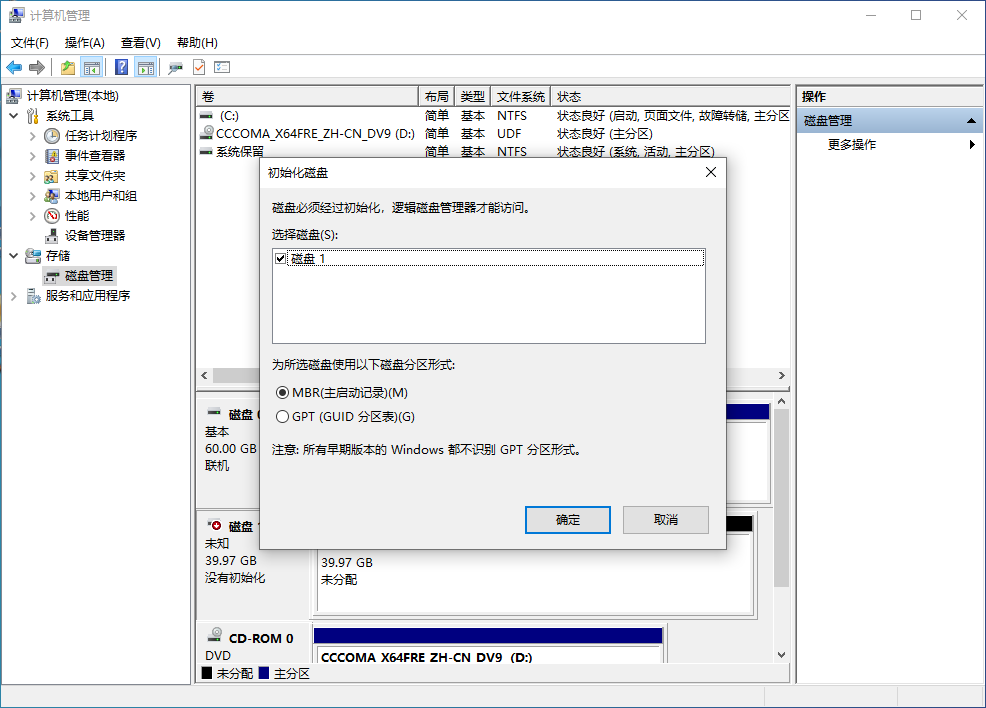 计算机管理
文件(F) 操作(A) 查看(V) 帮助(H)
计算机管理(本地)
系统工具
任务计划程序
事件查看器
共享文件夹
本地用户和组
性能
设备管理器
存储
磁盘管理
服务和应用程序
卷 布局 类型 文件系统 状态
(C:) 简单 基本 NTFS 状态良好 (启动, 页面文件, 故障转储, 主分区
CCCOMA_X64FRE_ZH-CN_DV9 (D:) 简单 基本 UDF 状态良好 (主分区)
系统保留 简单 基本 NTFS 状态良好 (系统, 活动, 主分区)
操作
磁盘管理
更多操作
初始化磁盘
磁盘必须经过初始化，逻辑磁盘管理器才能访问。
选择磁盘(S):
磁盘 1
为所选磁盘使用以下磁盘分区形式:
MBR(主启动记录)(M)
GPT (GUID 分区表)(G)
注意: 所有早期版本的 Windows 都不识别 GPT 分区形式。
确定 取消
磁盘
基本
60.00 GB
联机
磁盘
未知
39.97 GB
没有初始化
39.97 GB
未分配
CD-ROM 0
DVD
CCCOMA_X64FRE_ZH-CN_DV9 (D:)
未分配 主分区